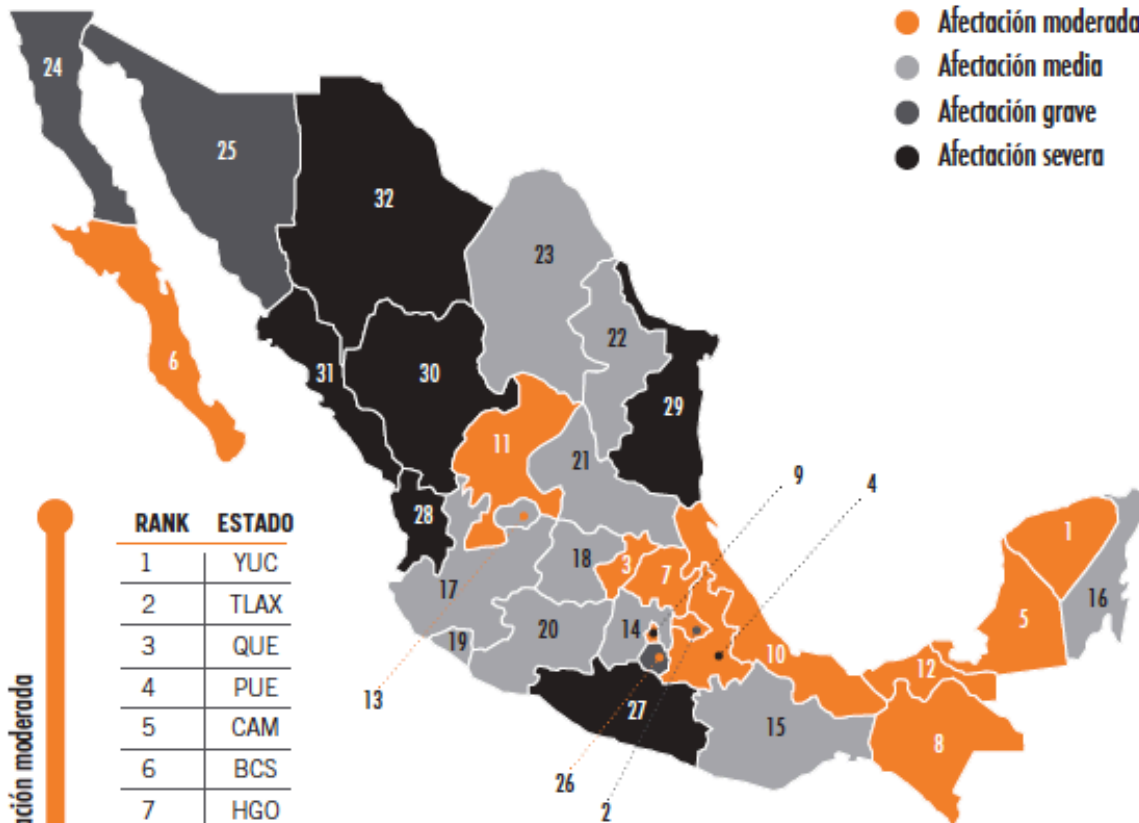 Afectación moderada
Afectación media
Afectación grave
Afectación severa
24
25
32
23
22
6
31
30
29
11
21
9
4
28
18
3
7
1
17
16
5
14
20
19
10
12
13
27
15
8
26
2
RANK ESTADO
1 YUC
2 TLAX
3 QUE
4 PUE
5 CAM
6 BCS
7 HGO
ación moderada